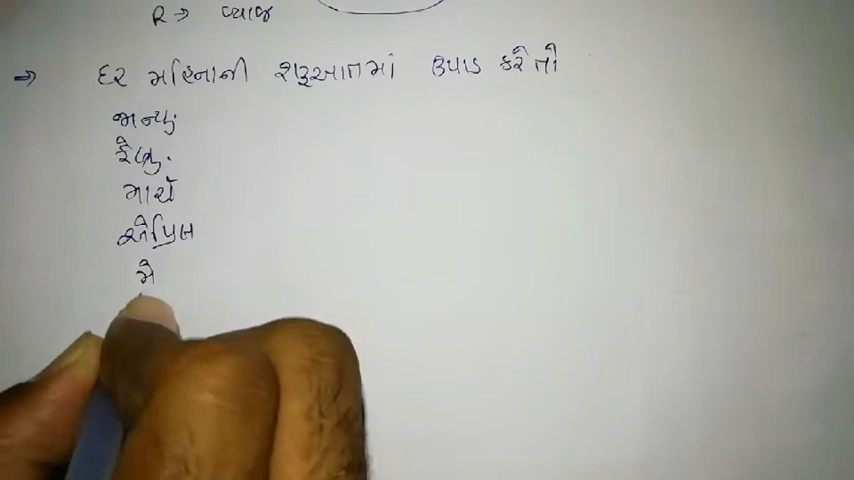 R ⇒ વ્યાજ
⇒ દર મહિનાની શરૂઆતમાં ઉપાડ કરે તો
જાન્યુ.
ફેબ્રુ.
માર્ચ
એપ્રિલ
મે